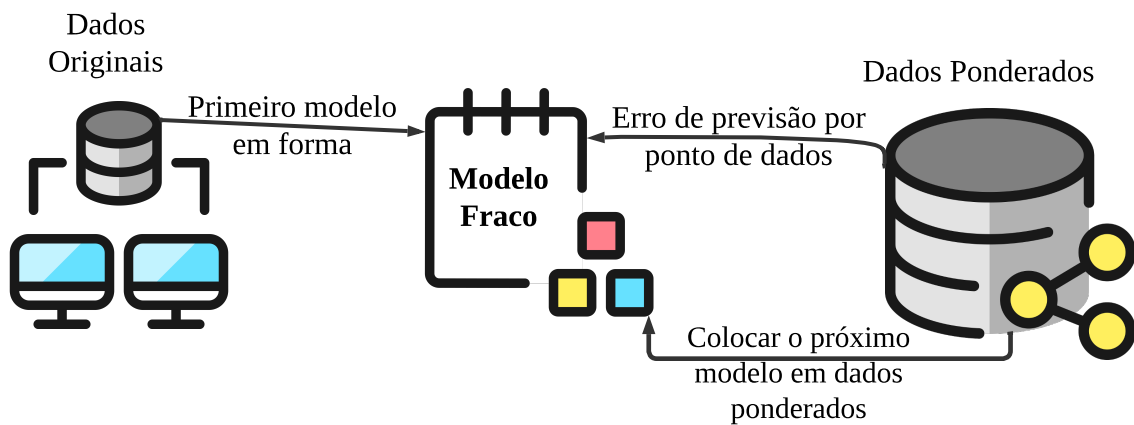 Dados
Originais
Primeiro modelo
em forma
Modelo
Fraco
Erro de previsão por
ponto de dados
Dados Ponderados
Colocar o próximo
modelo em dados
ponderados